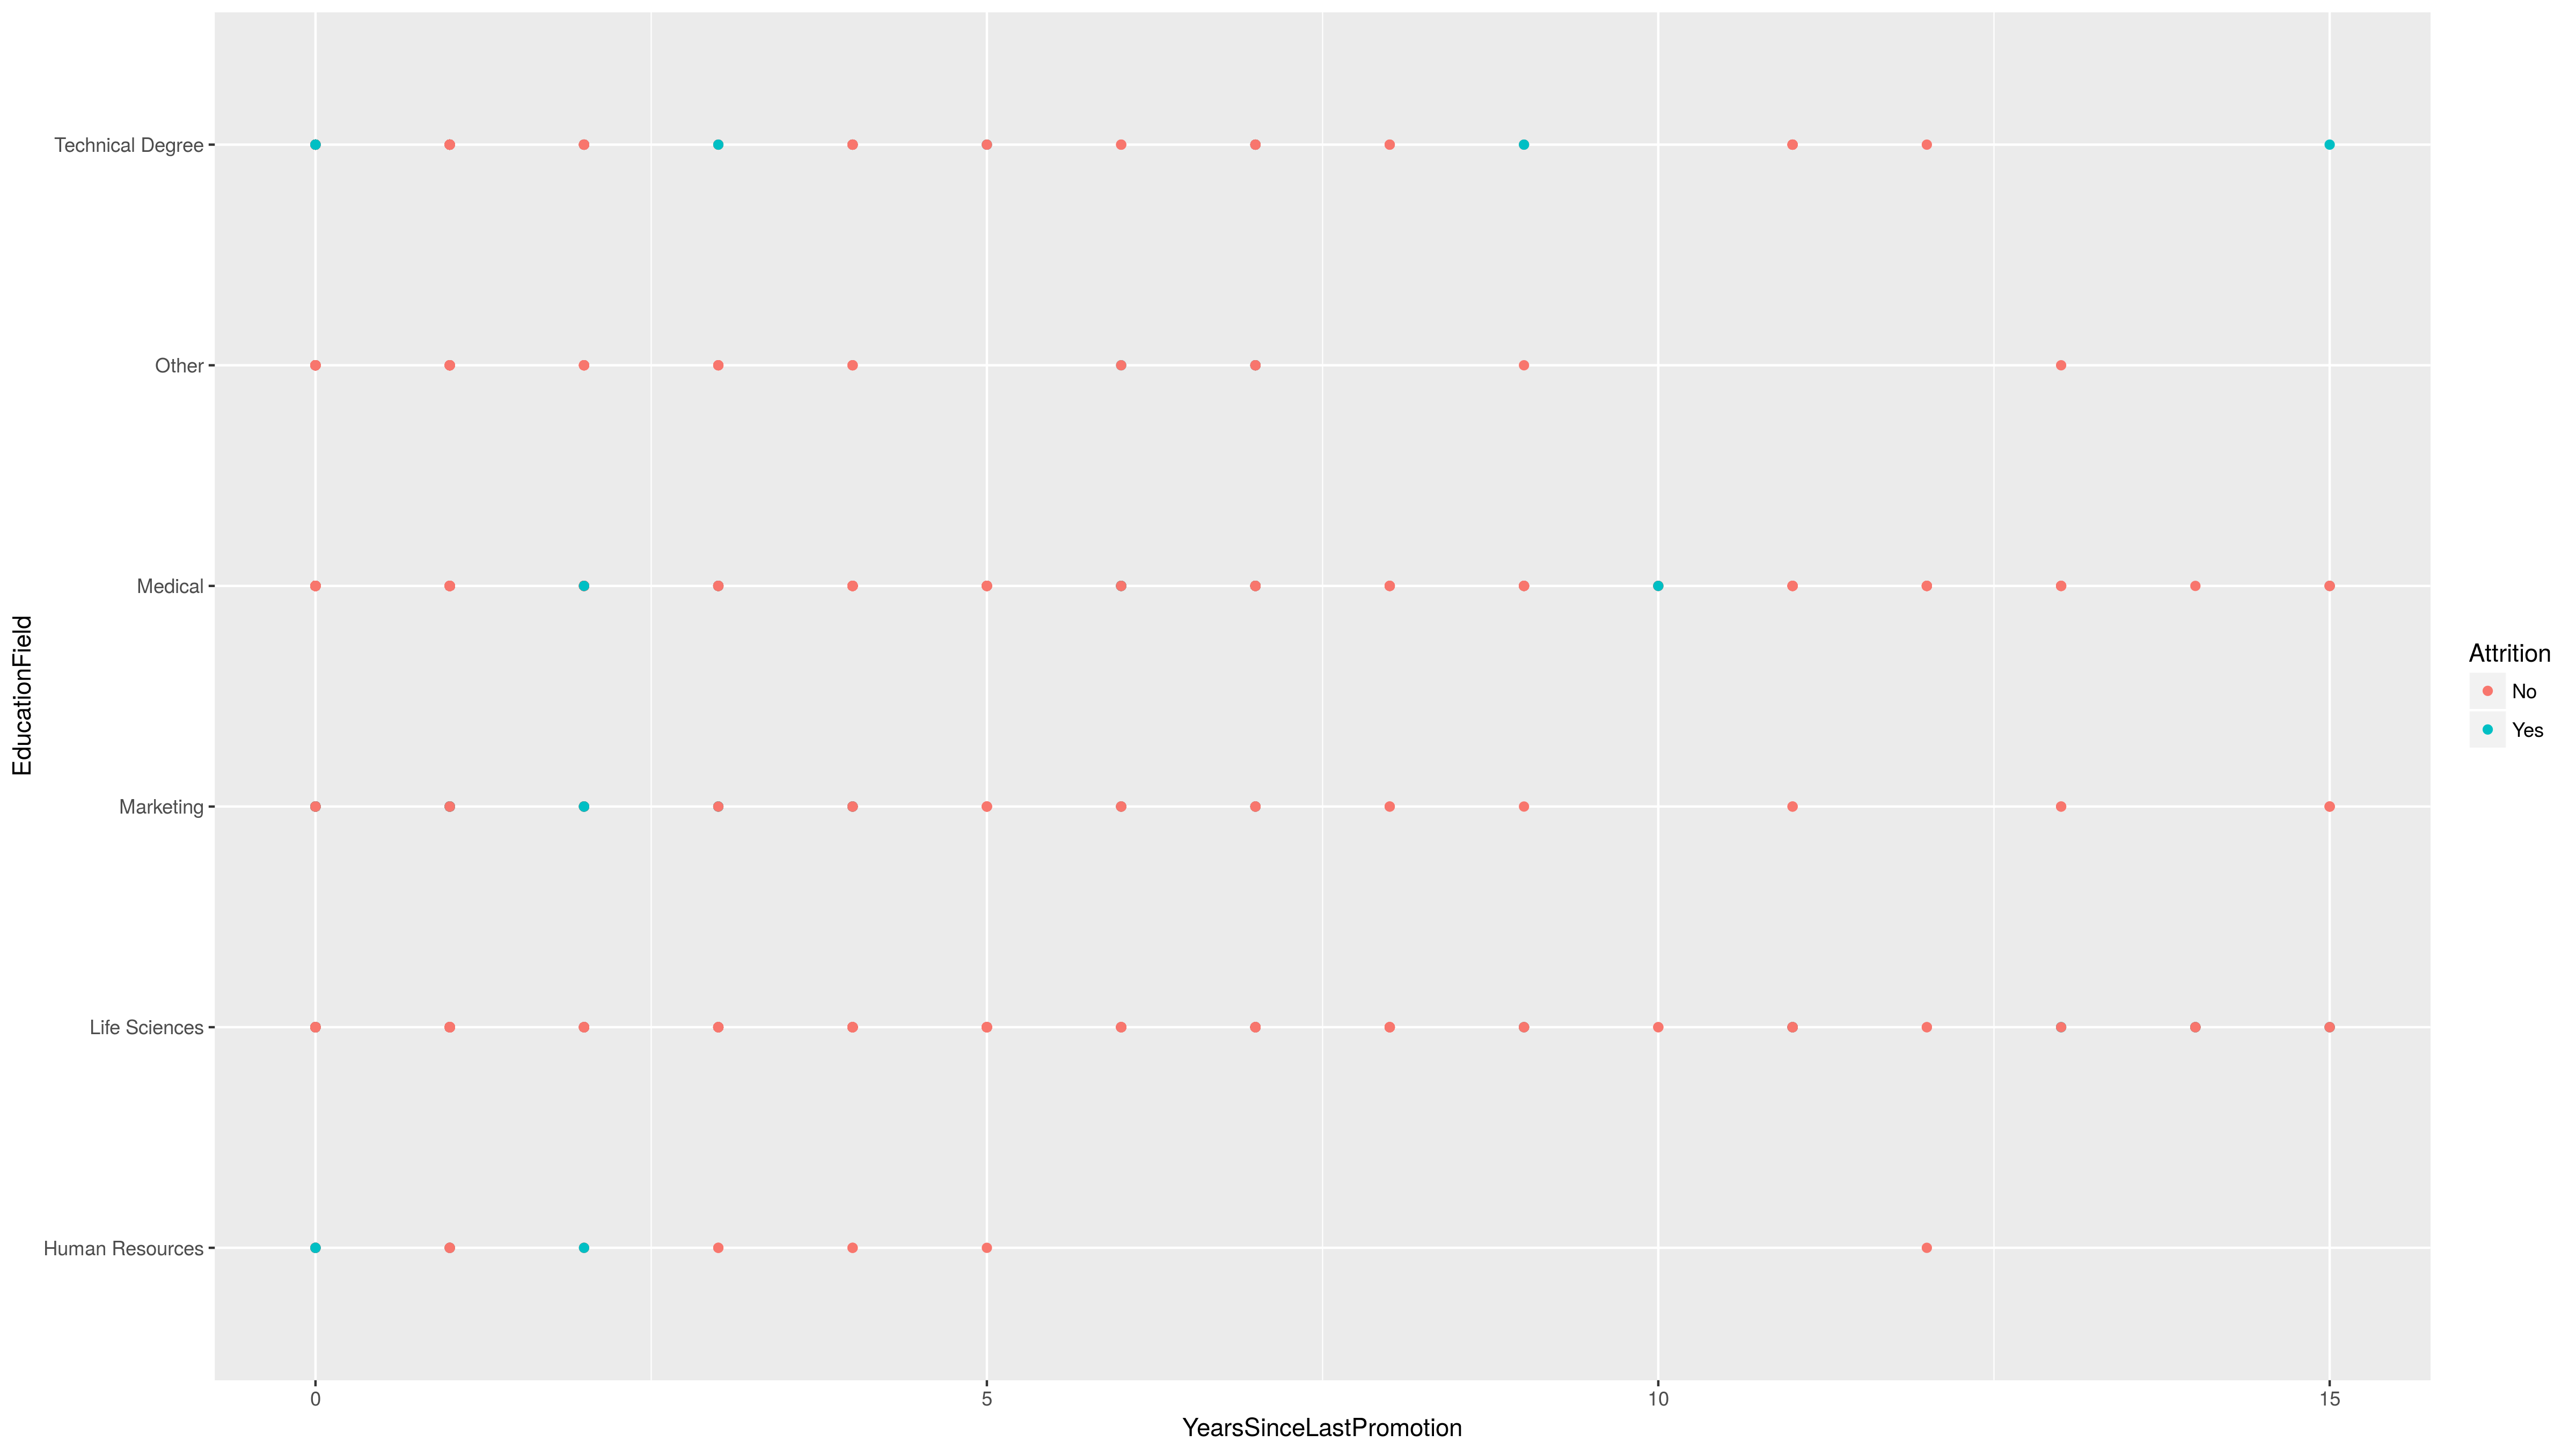 Technical Degree
Other
Medical
Marketing
Life Sciences
Human Resources
EducationField
0
5
10
15
YearsSinceLastPromotion
Attrition
No
Yes